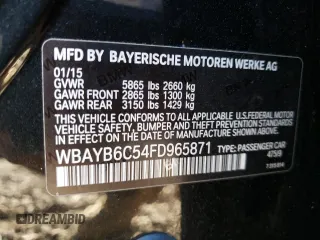 MFD BY BAYERISCHE MOTOREN WERKE AG
01/15
GVWR 5865 lbs 2660 kg
GAWR FRONT 2865 lbs 1300 kg
GAWR REAR 3150 lbs 1429 kg
THIS VEHICLE CONFORMS TO ALL APPLICABLE
U.S.FEDERAL MOTOR
VEHICLE SAFETY, BUMPER, AND THEFT PREVENTION STANDARDS
IN EFFECT ON THE DATE OF MANUFACTURE SHOWN ABOVE.
WBAYB6C54FD965871 TYPE: PASSENGER CAR
475/9
DREAMBID